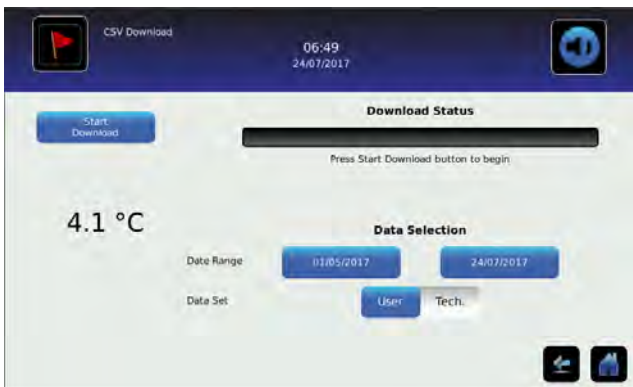 CSV Download
06:49
24/07/2017
Start
Download
Download Status
Press Start Download button to begin
4.1 °C
Data Selection
Date Range
01/05/2017
24/07/2017
Data Set
User
Tech.